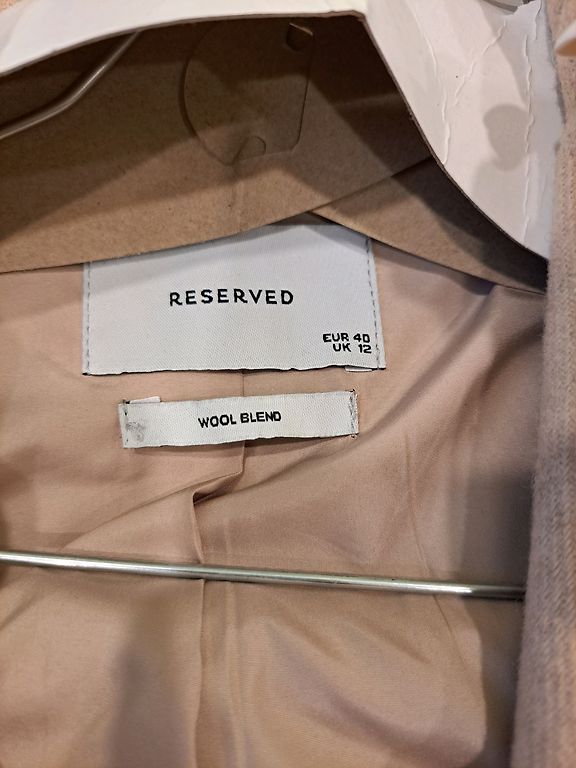 RESERVED
EUR 40
UK 12
WOOL BLEND